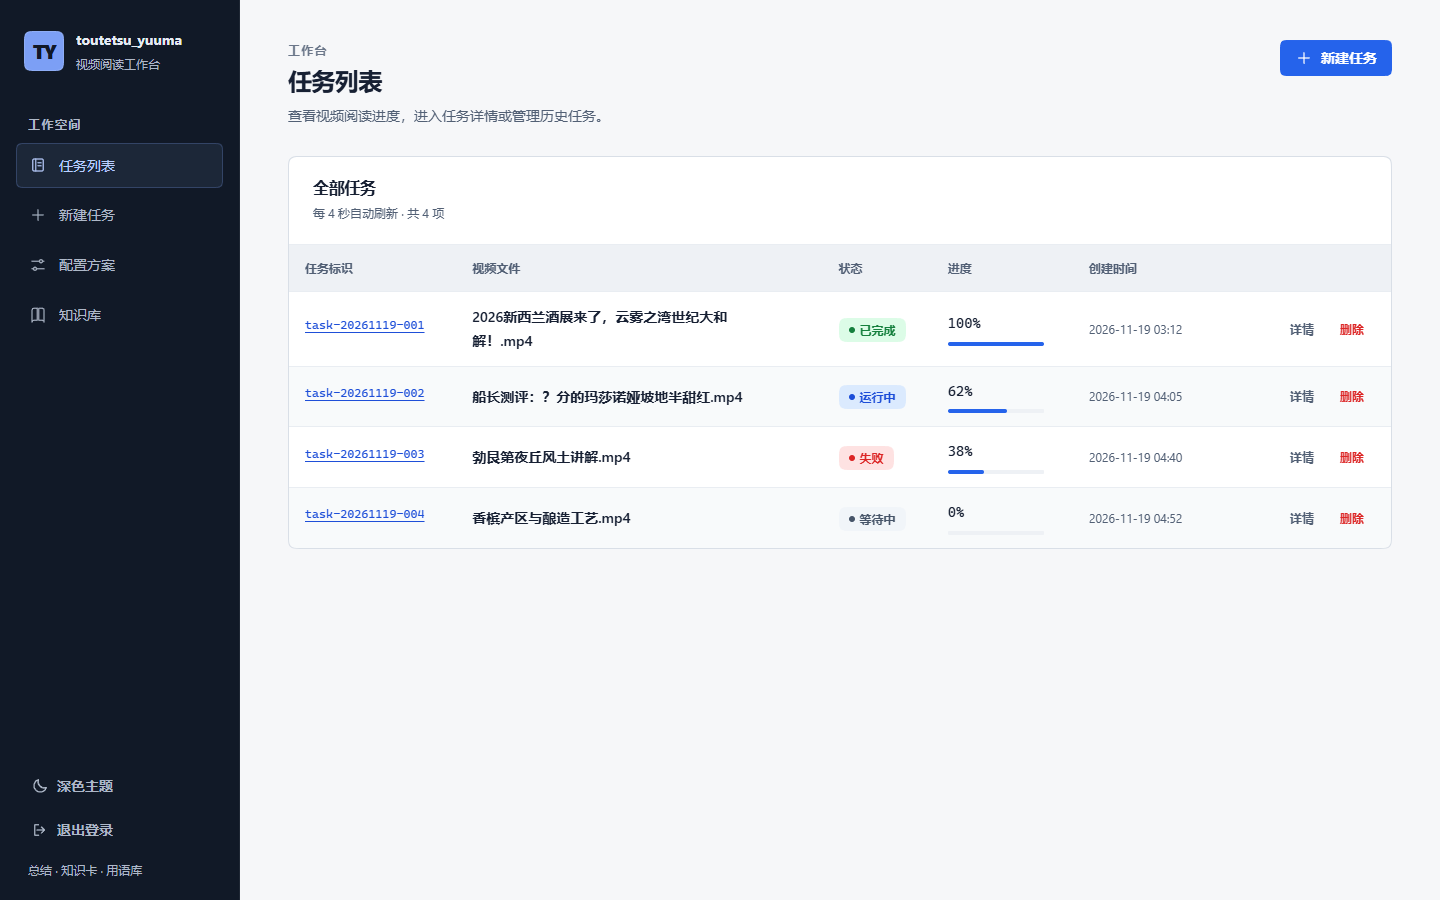 TY
toutetsu_yuuma
视频阅读工作台
工作空间
任务列表
新建任务
配置方案
知识库
深色主题
退出登录
总结 · 知识卡 · 用语库
工作台
任务列表
查看视频阅读进度，进入任务详情或管理历史任务。
新建任务
全部任务
每 4 秒自动刷新 · 共 4 项
任务标识 视频文件 状态 进度 创建时间
task-20261119-001 2026新西兰酒展来了，云雾之湾世纪大和
解！.mp4 已完成 100% 2026-11-19 03:12 详情 删除
task-20261119-002 船长测评：？分的玛莎诺娅坡地半甜红.mp4 运行中 62% 2026-11-19 04:05 详情 删除
task-20261119-003 勃艮第夜丘风土讲解.mp4 失败 38% 2026-11-19 04:40 详情 删除
task-20261119-004 香槟产区与酿造工艺.mp4 等待中 0% 2026-11-19 04:52 详情 删除